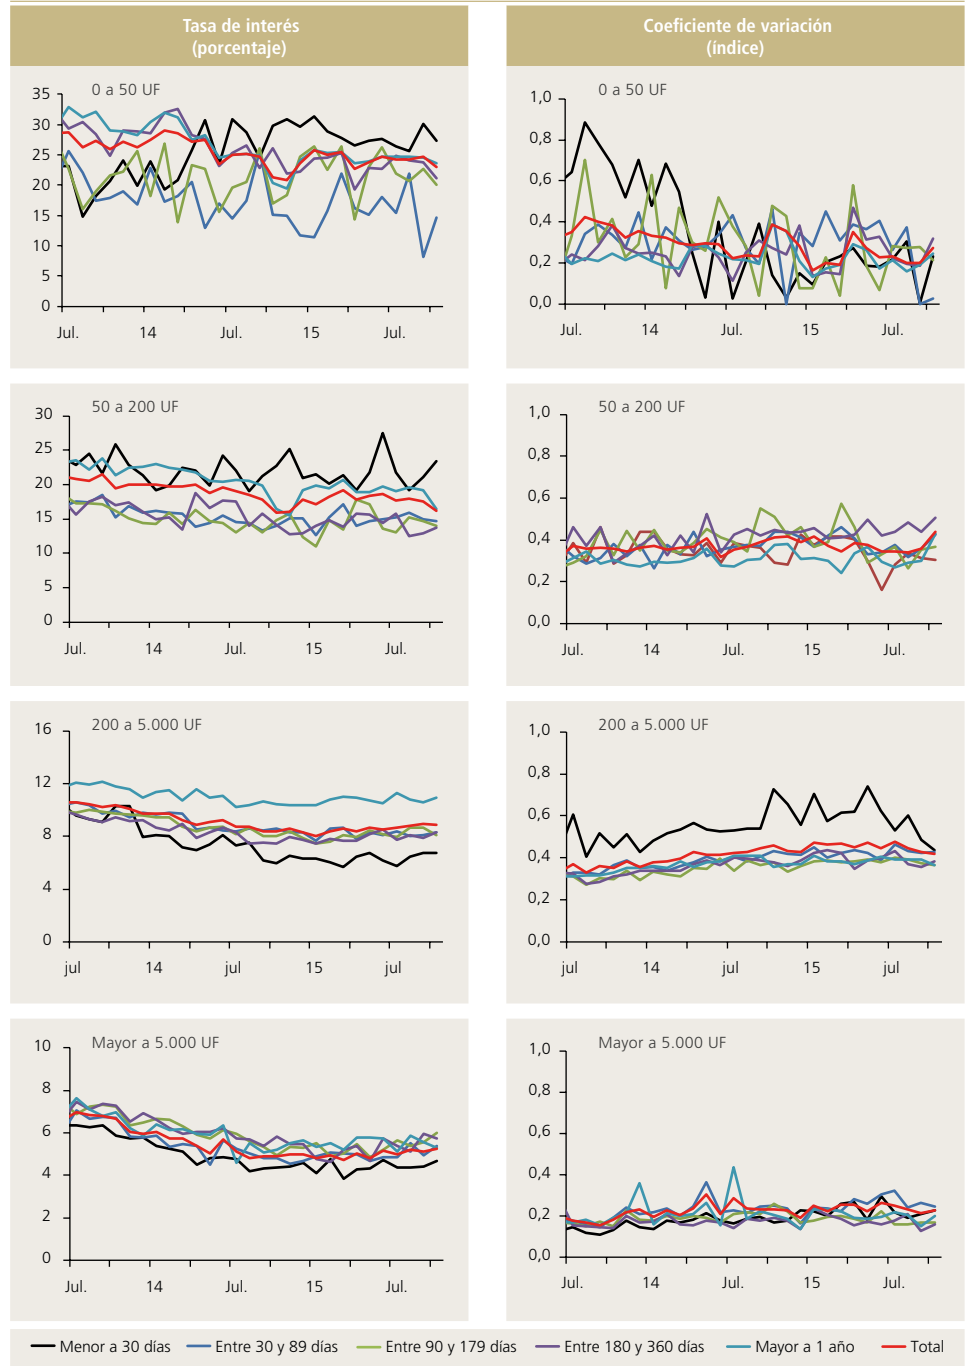 Tasa de interés
(porcentaje)
Coeficiente de variación
(índice)
0 a 50 UF
35
30
25
20
15
10
5
0
Jul.
14
Jul.
15
Jul.
0 a 50 UF
1,0
0,8
0,6
0,4
0,2
0,0
Jul.
14
Jul.
15
Jul.
50 a 200 UF
30
25
20
15
10
5
0
Jul.
14
Jul.
15
Jul.
50 a 200 UF
1,0
0,8
0,6
0,4
0,2
0,0
Jul.
14
Jul.
15
Jul.
200 a 5.000 UF
16
12
8
4
0
jul
14
jul
15
jul
200 a 5.000 UF
1,0
0,8
0,6
0,4
0,2
0,0
jul
14
jul
15
jul
Mayor a 5.000 UF
10
8
6
4
2
0
Jul.
14
Jul.
15
Jul.
Mayor a 5.000 UF
1,0
0,8
0,6
0,4
0,2
0,0
Jul.
14
Jul.
15
Jul.
Menor a 30 días
Entre 30 y 89 días
Entre 90 y 179 días
Entre 180 y 360 días
Mayor a 1 año
Total